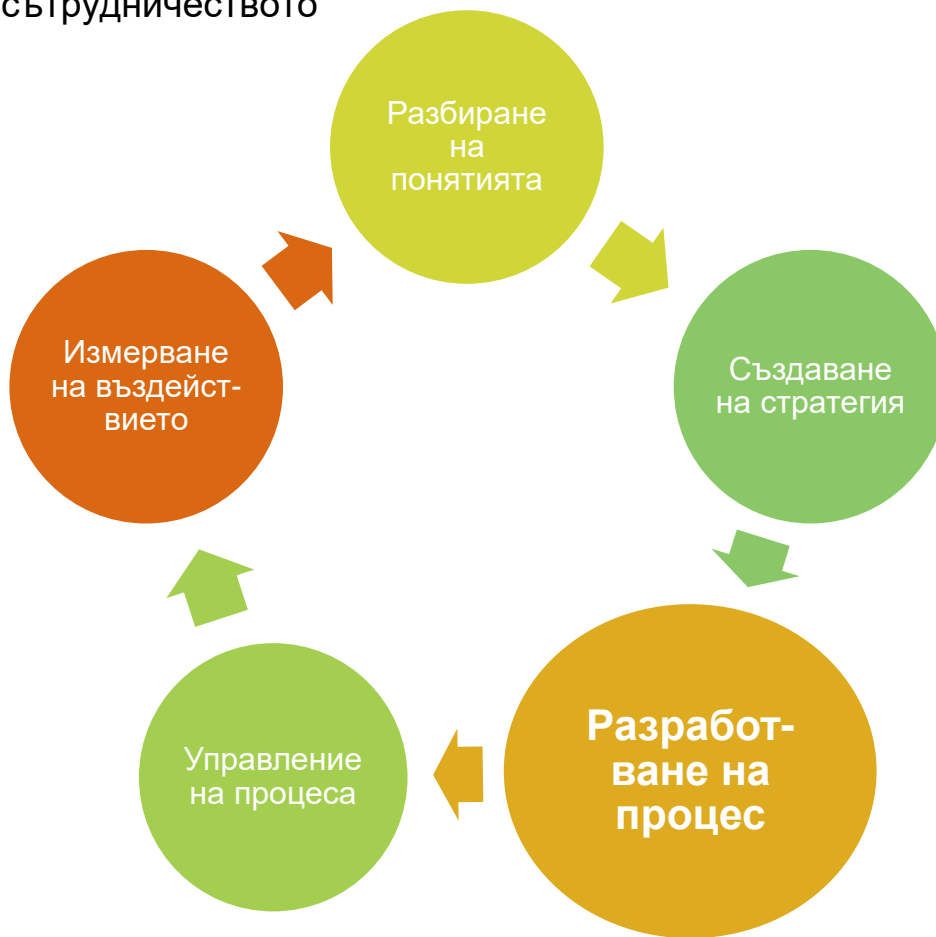 сътрудничеството
Разбиране
на
понятията
Създаване
на стратегия
Разработ-
ване на
процес
Управление
на процеса
Измерване
на въздейст-
вието